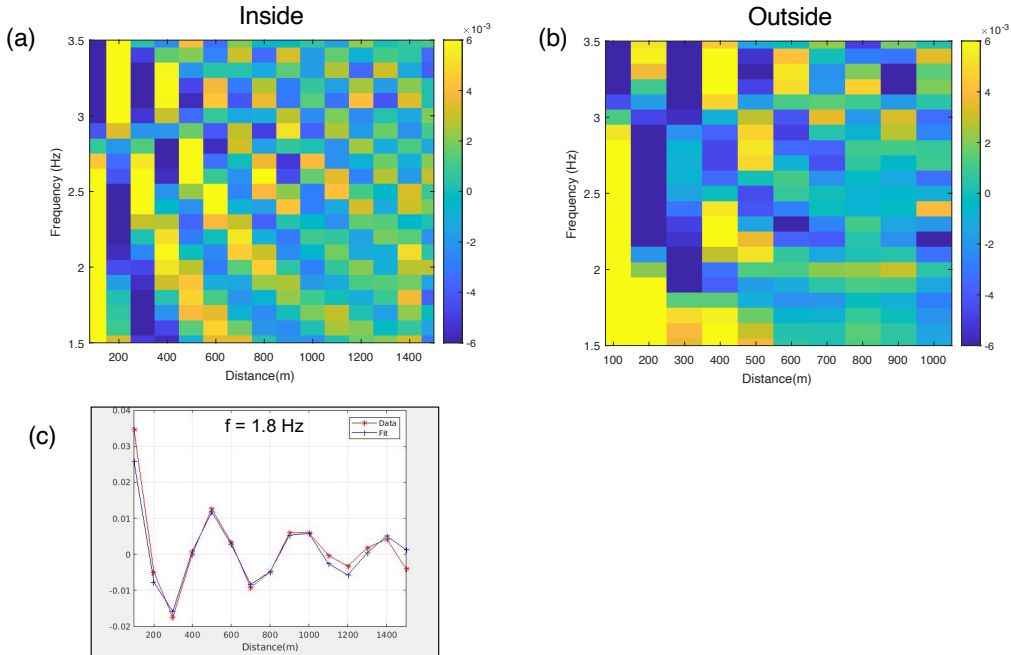 Inside
(a)
×10⁻³
3.5
3
2.5
2
1.5
Frequency (Hz)
200 400 600 800 1000 1200 1400
Distance(m)
6
4
2
0
-2
-4
-6
Outside
(b)
×10⁻³
3.5
3
2.5
2
1.5
Frequency (Hz)
100 200 300 400 500 600 700 800 900 1000
Distance(m)
6
4
2
0
-2
-4
-6
(c)
f = 1.8 Hz
Data
Fit
0.04
0.03
0.02
0.01
0
-0.01
-0.02
200 400 600 800 1000 1200 1400
Distance(m)